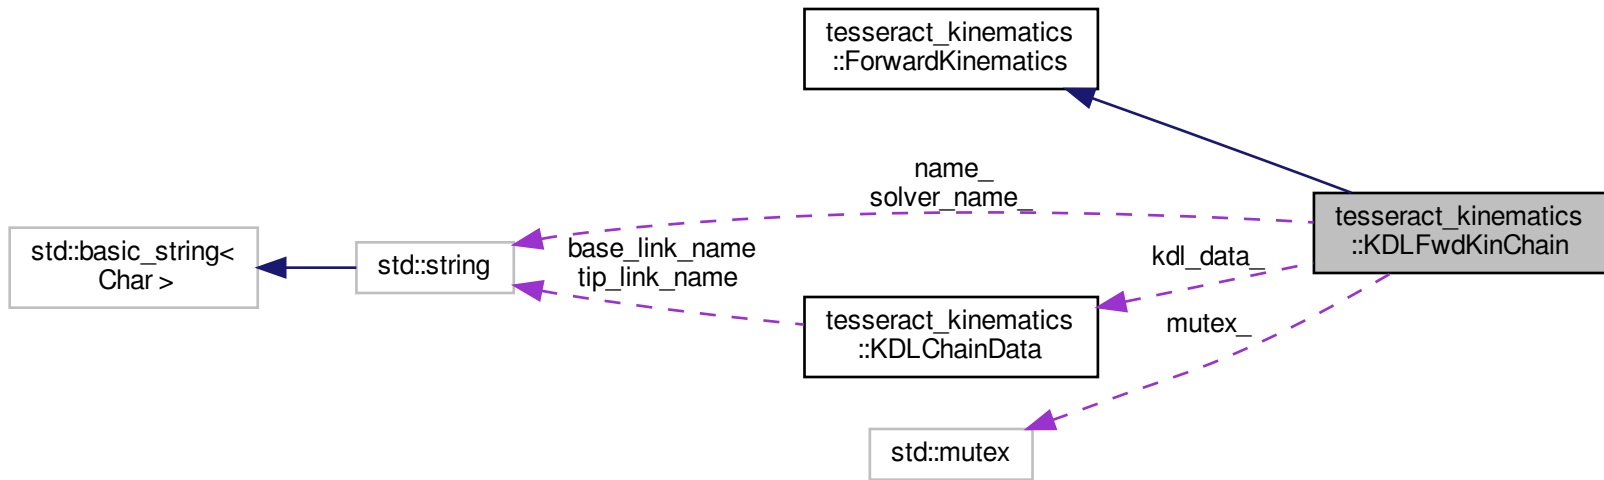 tesseract_kinematics
::ForwardKinematics
name_
solver_name_
tesseract_kinematics
::KDLFwdKinChain
std::basic_string<
Char >
std::string
base_link_name
tip_link_name
kdl_data_
tesseract_kinematics
::KDLChainData
mutex_
std::mutex